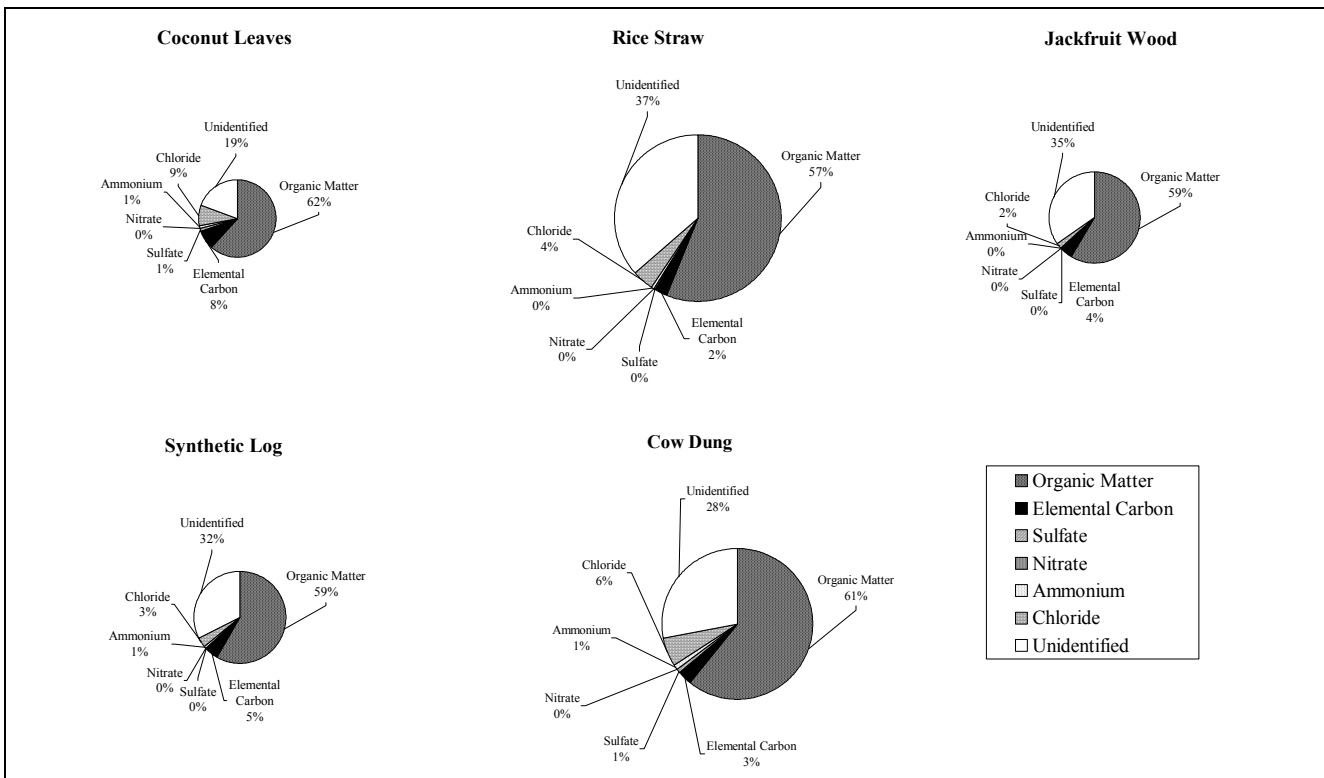 Coconut Leaves
Unidentified
19%
Chloride
9%
Ammonium
1%
Nitrate
0%
Sulfate
1%
Elemental
Carbon
8%
Organic Matter
62%
Rice Straw
Unidentified
37%
Organic Matter
57%
Chloride
4%
Ammonium
0%
Nitrate
0%
Sulfate
0%
Elemental
Carbon
2%
Jackfruit Wood
Unidentified
35%
Organic Matter
59%
Chloride
2%
Ammonium
0%
Nitrate
0%
Sulfate
0%
Elemental
Carbon
4%
Synthetic Log
Unidentified
32%
Organic Matter
59%
Chloride
3%
Ammonium
1%
Nitrate
0%
Sulfate
0%
Elemental
Carbon
5%
Cow Dung
Unidentified
28%
Organic Matter
61%
Chloride
6%
Ammonium
1%
Nitrate
0%
Sulfate
1%
Elemental Carbon
3%
Organic Matter
Elemental Carbon
Sulfate
Nitrate
Ammonium
Chloride
Unidentified